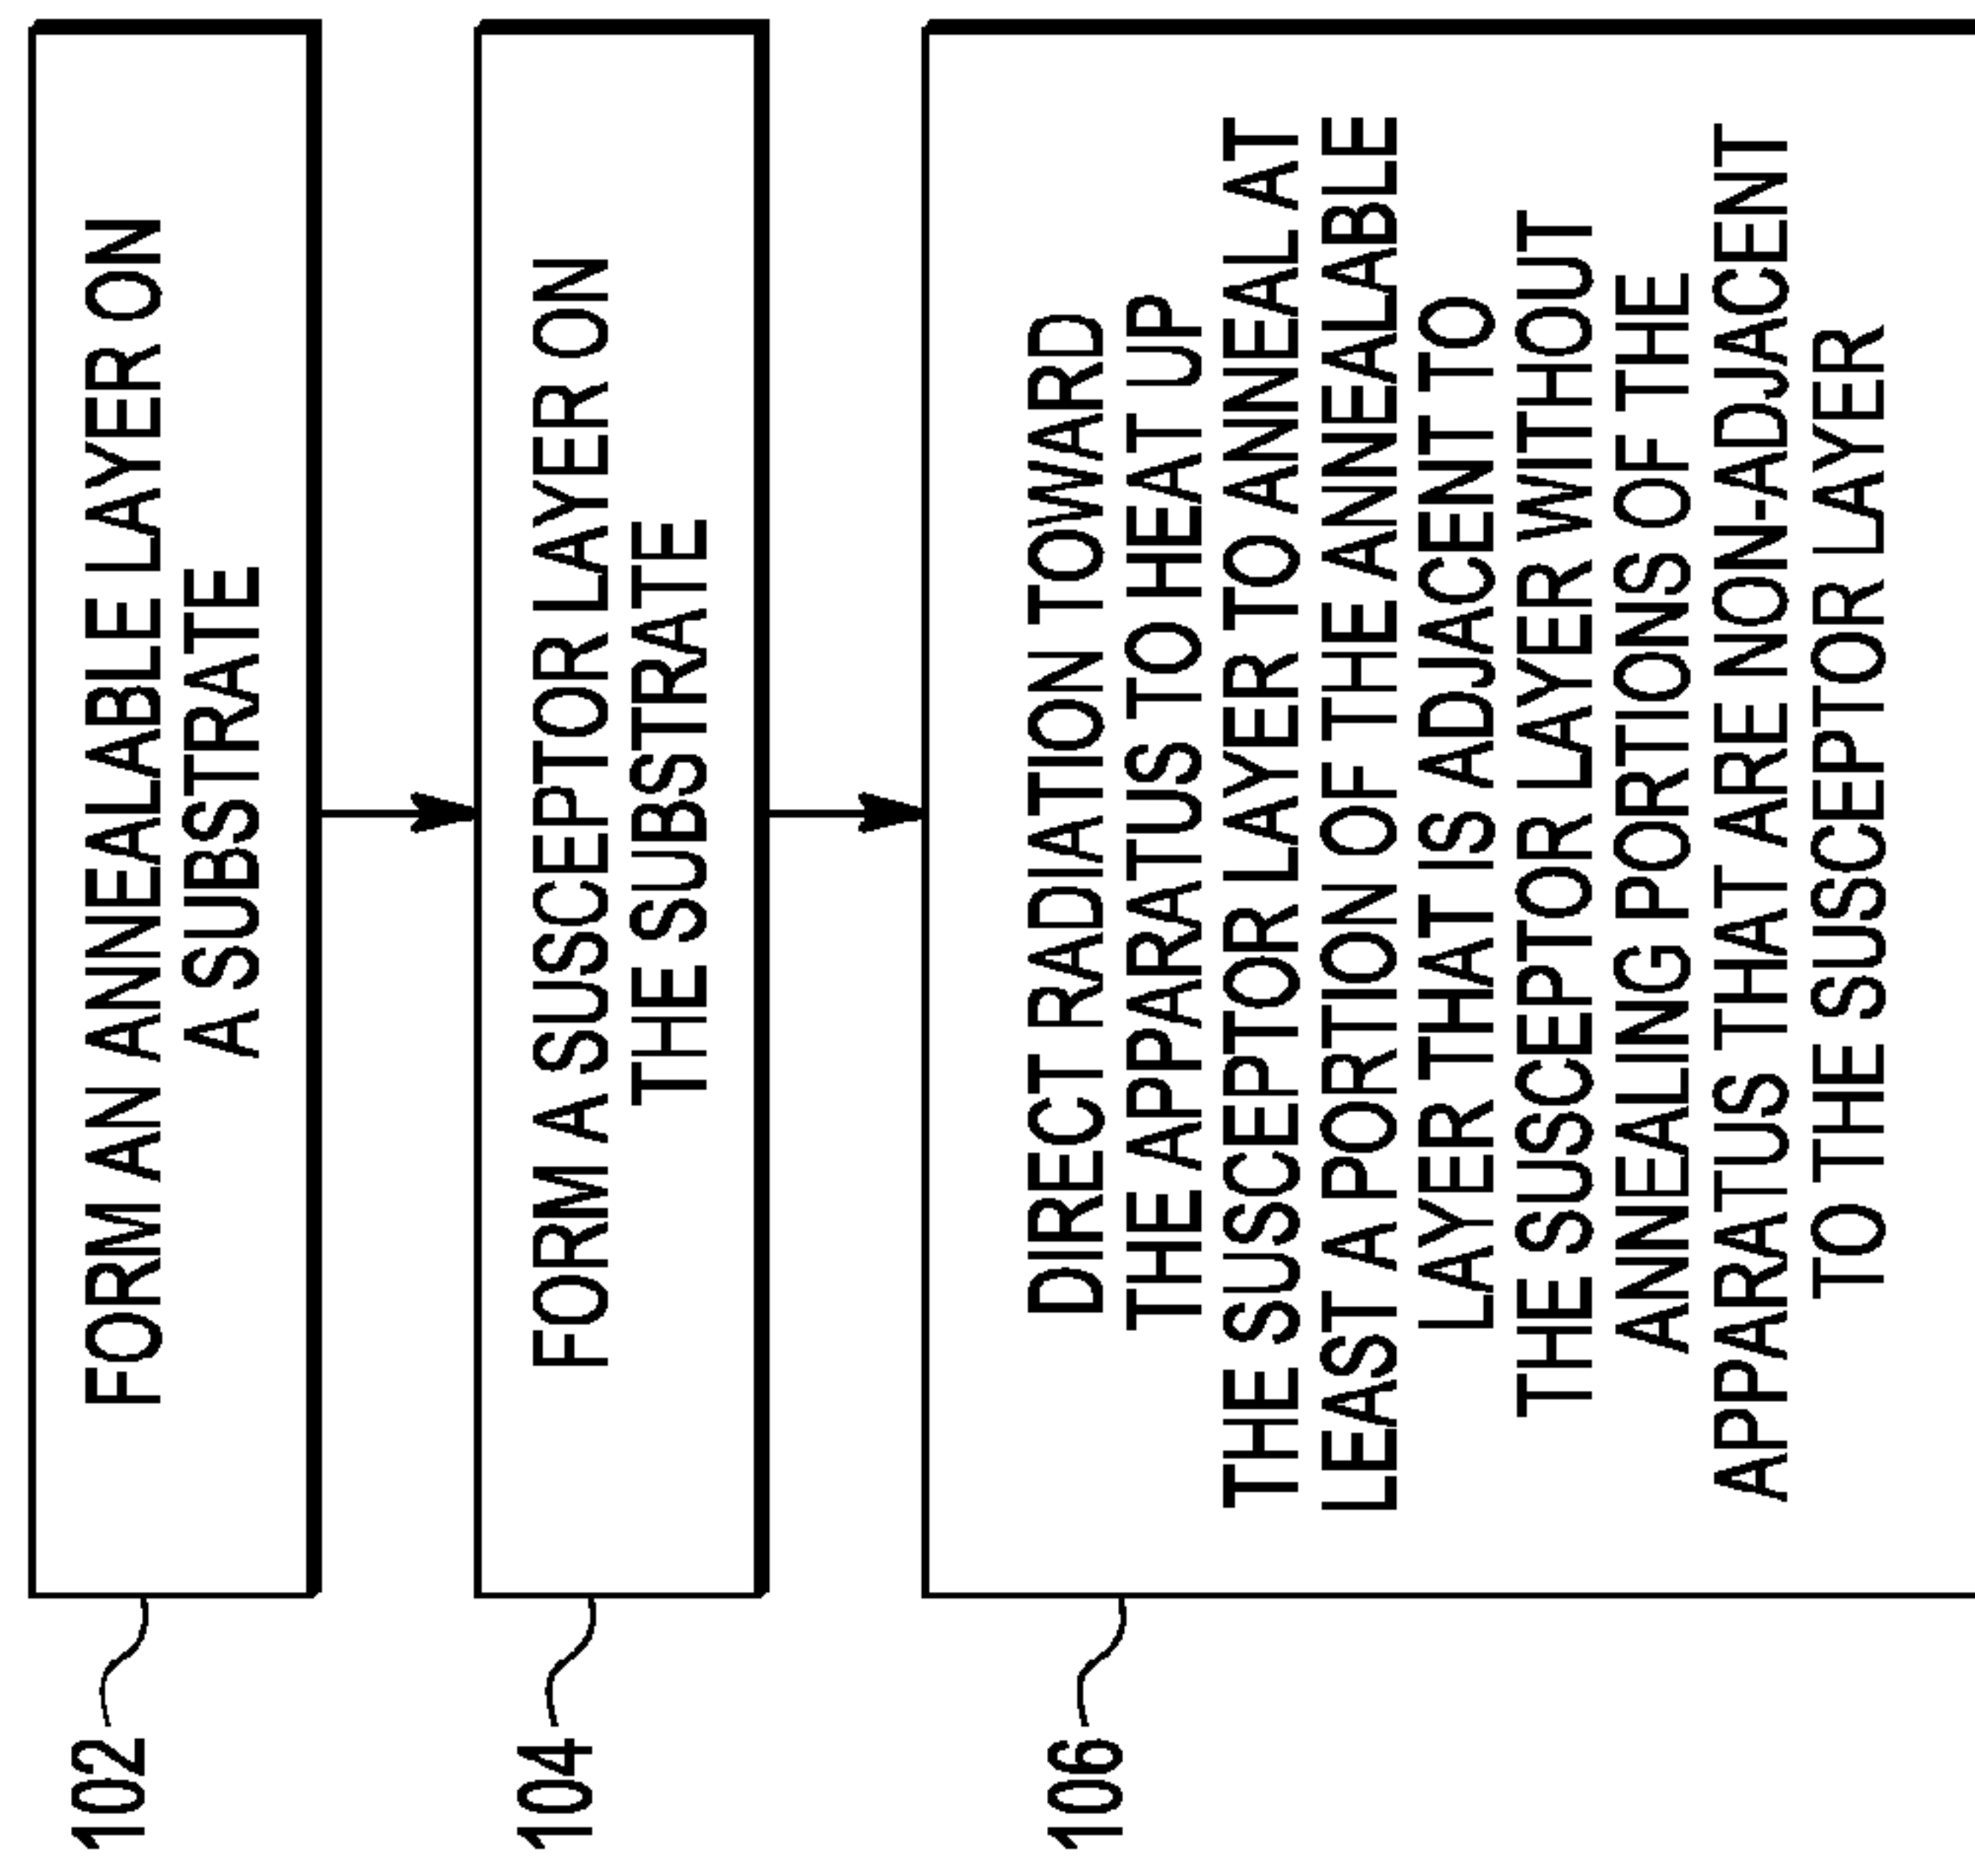 102
FORM AN ANNEALABLE LAYER ON
A SUBSTRATE
104
FORM A SUSCEPTOR LAYER ON
THE SUBSTRATE
106
DIRECT RADIATION TOWARD
THE APPARATUS TO HEAT UP
THE SUSCEPTOR LAYER TO ANNEAL AT
LEAST A PORTION OF THE ANNEALABLE
LAYER THAT IS ADJACENT TO
THE SUSCEPTOR LAYER WITHOUT
ANNEALING PORTIONS OF THE
APPARATUS THAT ARE NON-ADJACENT
TO THE SUSCEPTOR LAYER